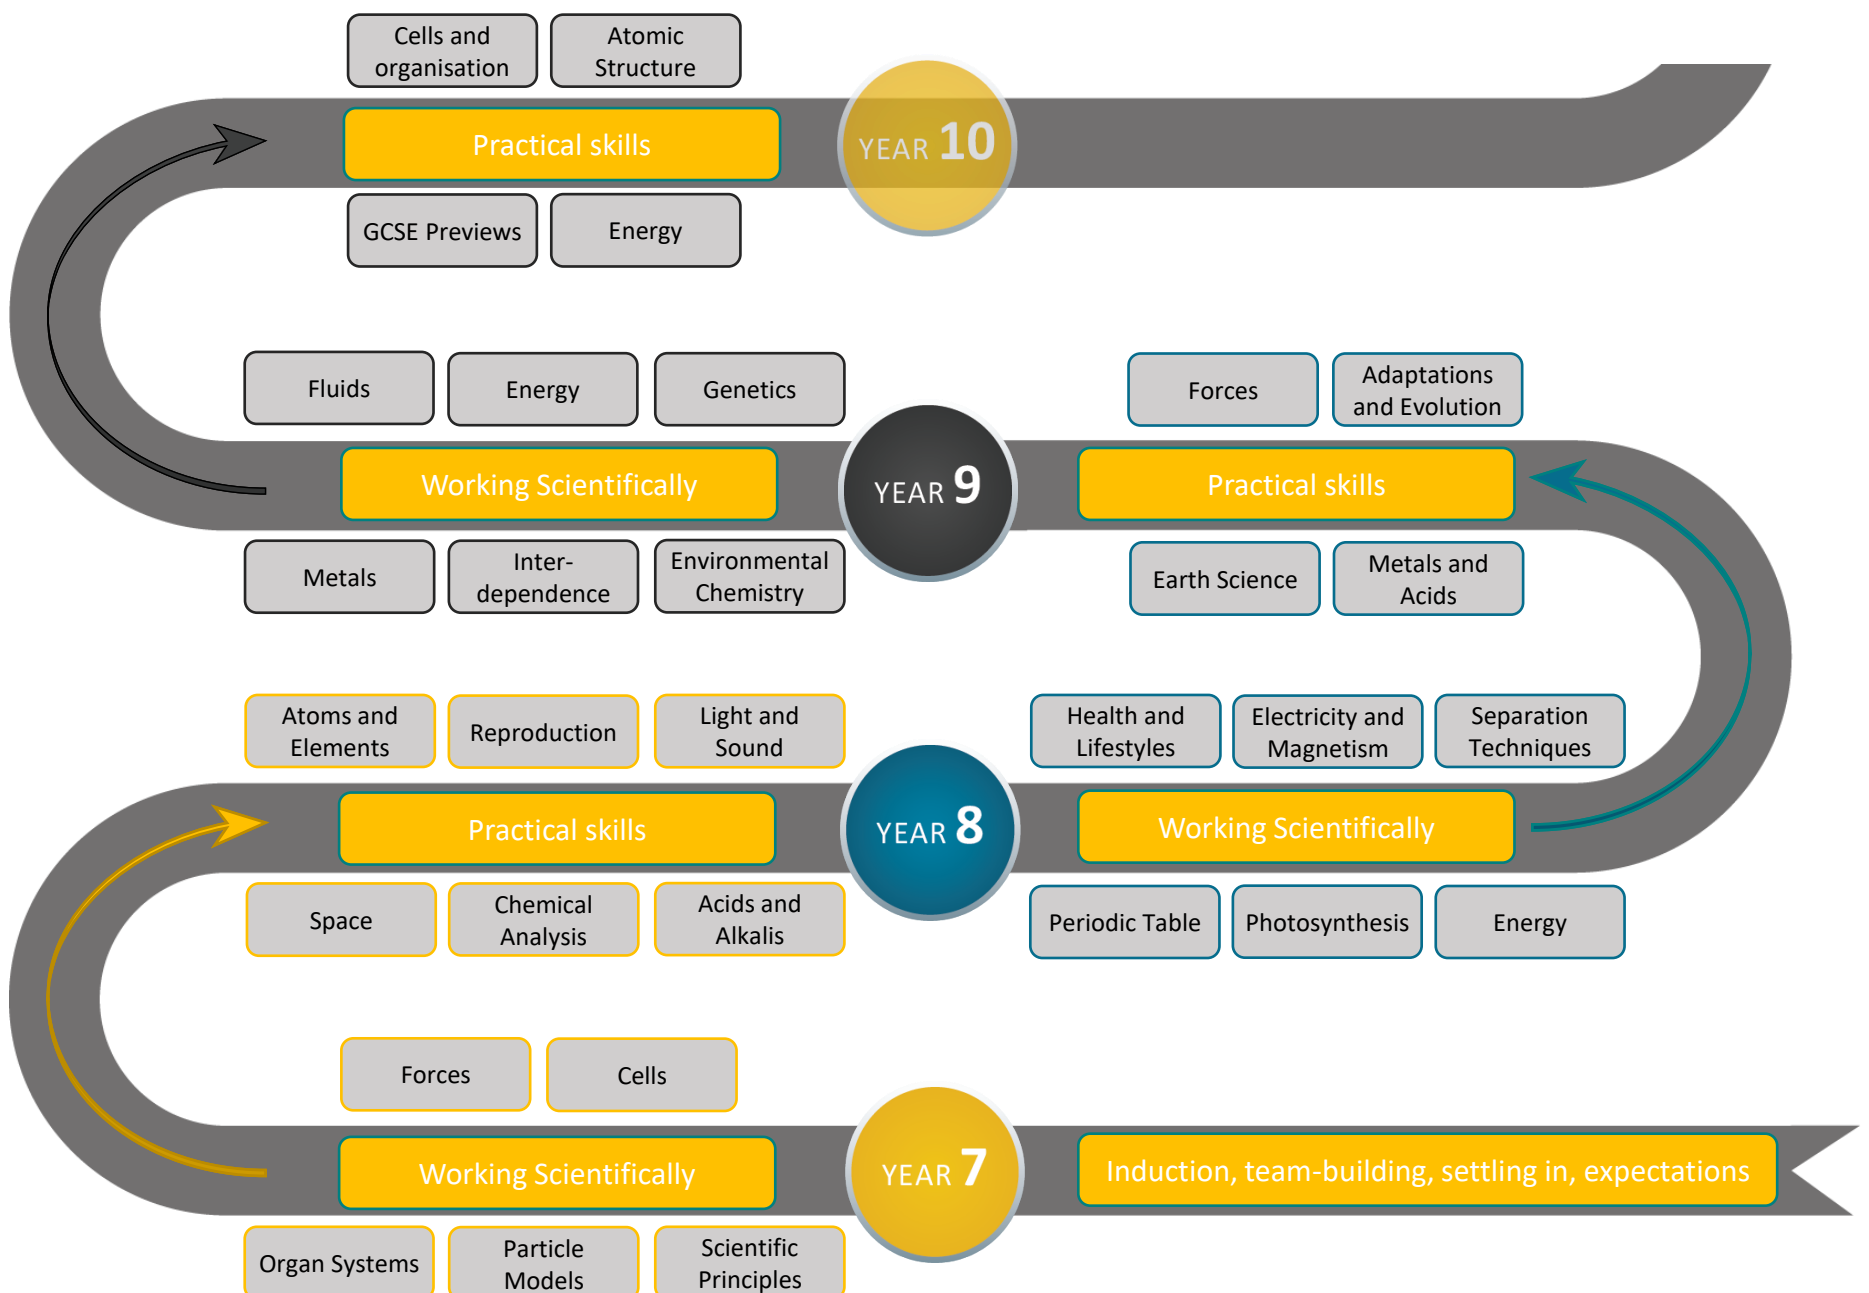 Cells and
organisation
Atomic
Structure
Practical skills
YEAR 10
GCSE Previews
Energy
Fluids
Energy
Genetics
Forces
Adaptations
and Evolution
Working Scientifically
YEAR 9
Practical skills
Metals
Inter-
dependence
Environmental
Chemistry
Earth Science
Metals and
Acids
Atoms and
Elements
Reproduction
Light and
Sound
Health and
Lifestyles
Electricity and
Magnetism
Separation
Techniques
Practical skills
YEAR 8
Working Scientifically
Space
Chemical
Analysis
Acids and
Alkalis
Periodic Table
Photosynthesis
Energy
Forces
Cells
Working Scientifically
YEAR 7
Induction, team-building, settling in, expectations
Organ Systems
Particle
Models
Scientific
Principles